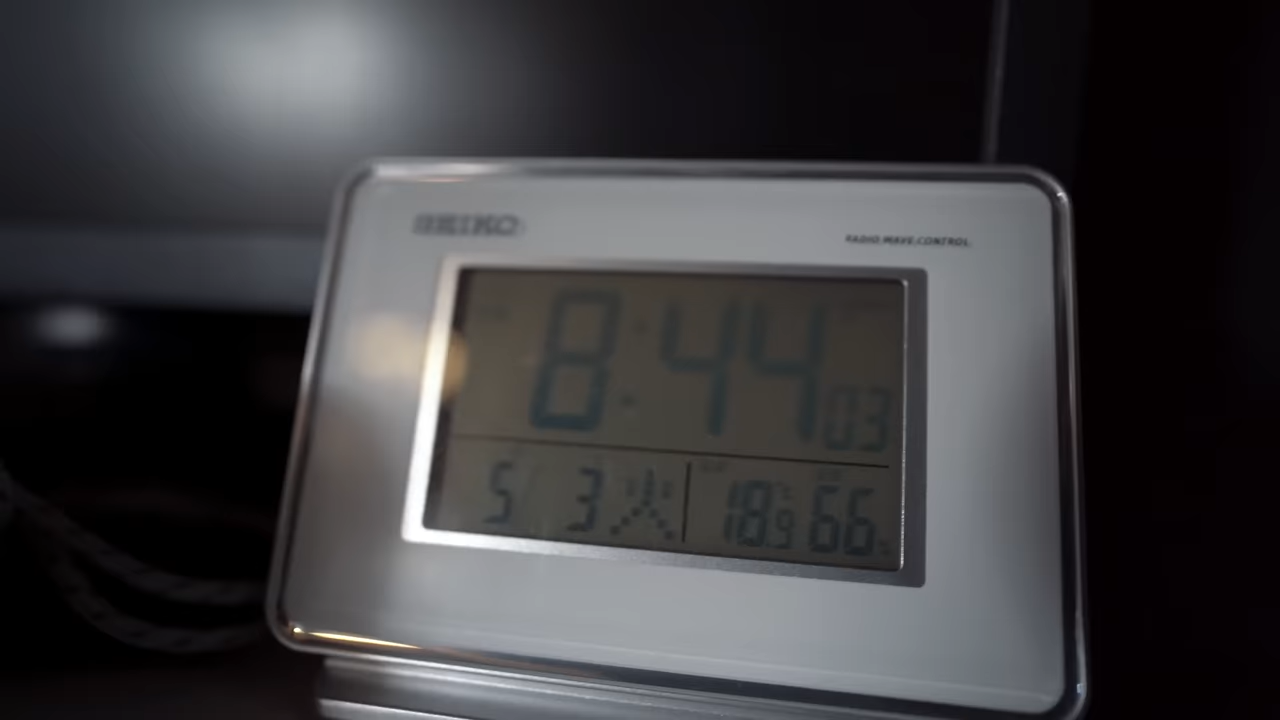 SEIKO
RADIO WAVE CONTROL
8:44 03
5/3 火 18.9℃ 66%